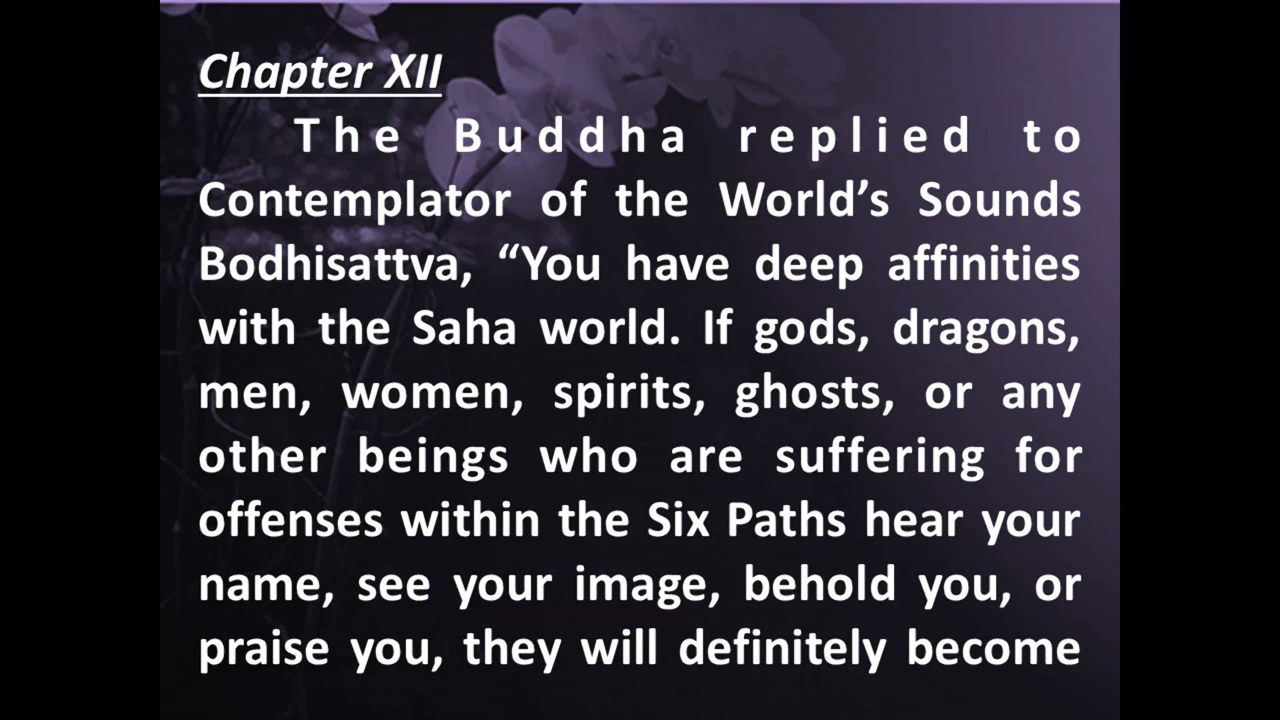 Chapter XII
The Buddha replied to
Contemplator of the World’s Sounds
Bodhisattva, “You have deep affinities
with the Saha world. If gods, dragons,
men, women, spirits, ghosts, or any
other beings who are suffering for
offenses within the Six Paths hear your
name, see your image, behold you, or
praise you, they will definitely become